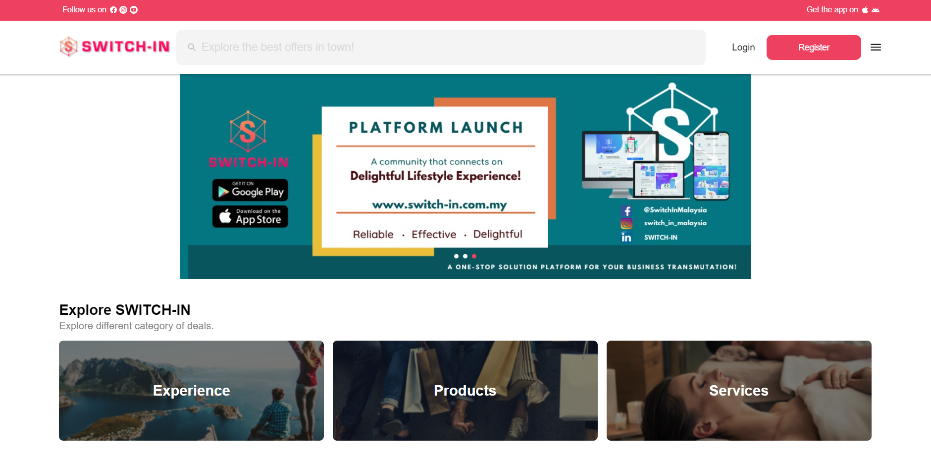 Follow us on
Get the app on
SWITCH-IN
Explore the best offers in town!
Login
Register
S
SWITCH-IN
GET IT ON
Google Play
Download on the
App Store
PLATFORM LAUNCH
A community that connects on
Delightful Lifestyle Experience!
www.switch-in.com.my
Reliable . Effective . Delightful
S
@SwitchInMalaysia
switch_in_malaysia
SWITCH-IN
A ONE-STOP SOLUTION PLATFORM FOR YOUR BUSINESS TRANSMUTATION!
Explore SWITCH-IN
Explore different category of deals.
Experience
Products
Services